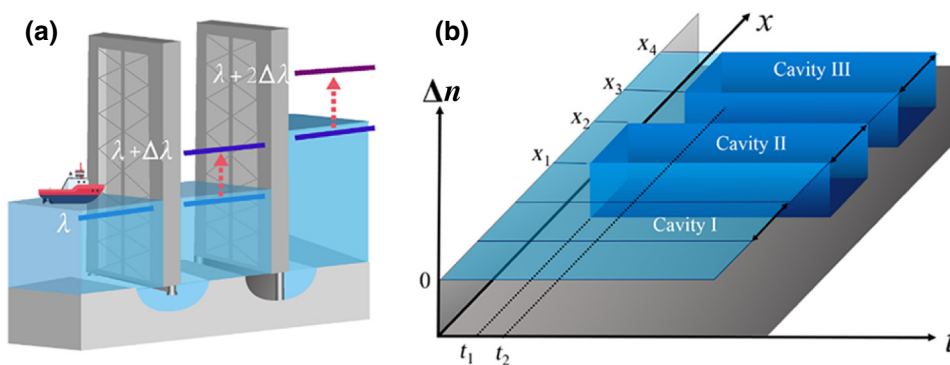 (a)
λ + 2Δλ
λ + Δλ
λ
(b)
x
x₄
Cavity III
x₃
Δn
x₂
Cavity II
x₁
Cavity I
0
t₁
t₂
t